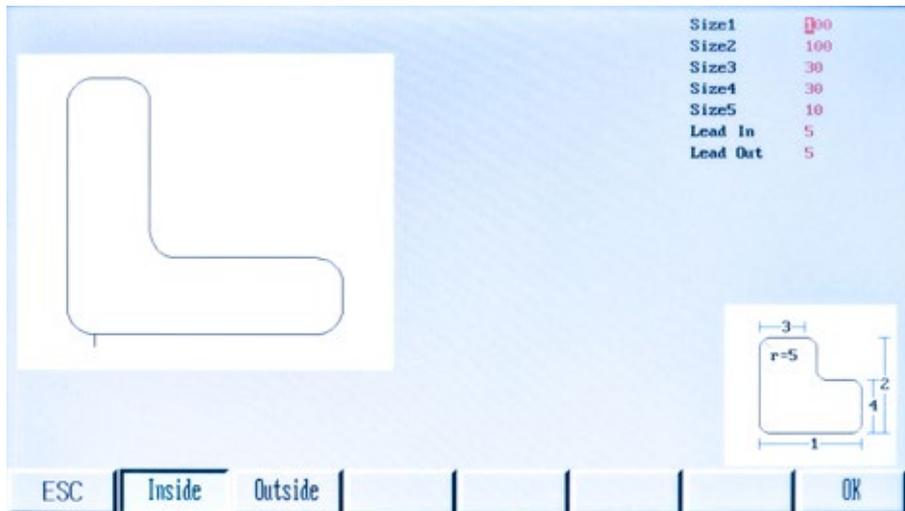 Size1 100
Size2 100
Size3 30
Size4 30
Size5 10
Lead In 5
Lead Out 5
3
r=5
2
4
1
ESC Inside Outside OK